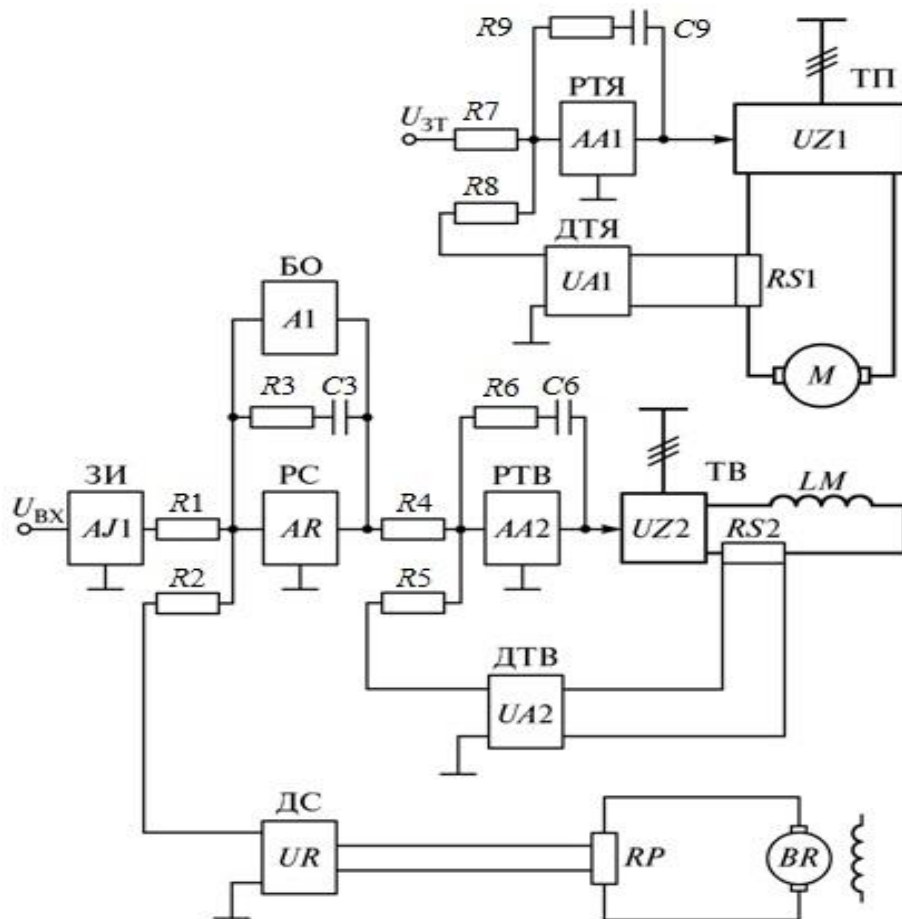 R9 C9
ТП
РТЯ
UЗТ R7
AA1
UZ1
R8
ДТЯ
UA1
RS1
БО
A1
M
R3 C3
R6 C6
ЗИ
РС
РТВ
ТВ
LM
UВХ
AJ1
R1
AR
R4
AA2
UZ2
RS2
R2
R5
ДТВ
UA2
ДС
UR
RP
BR